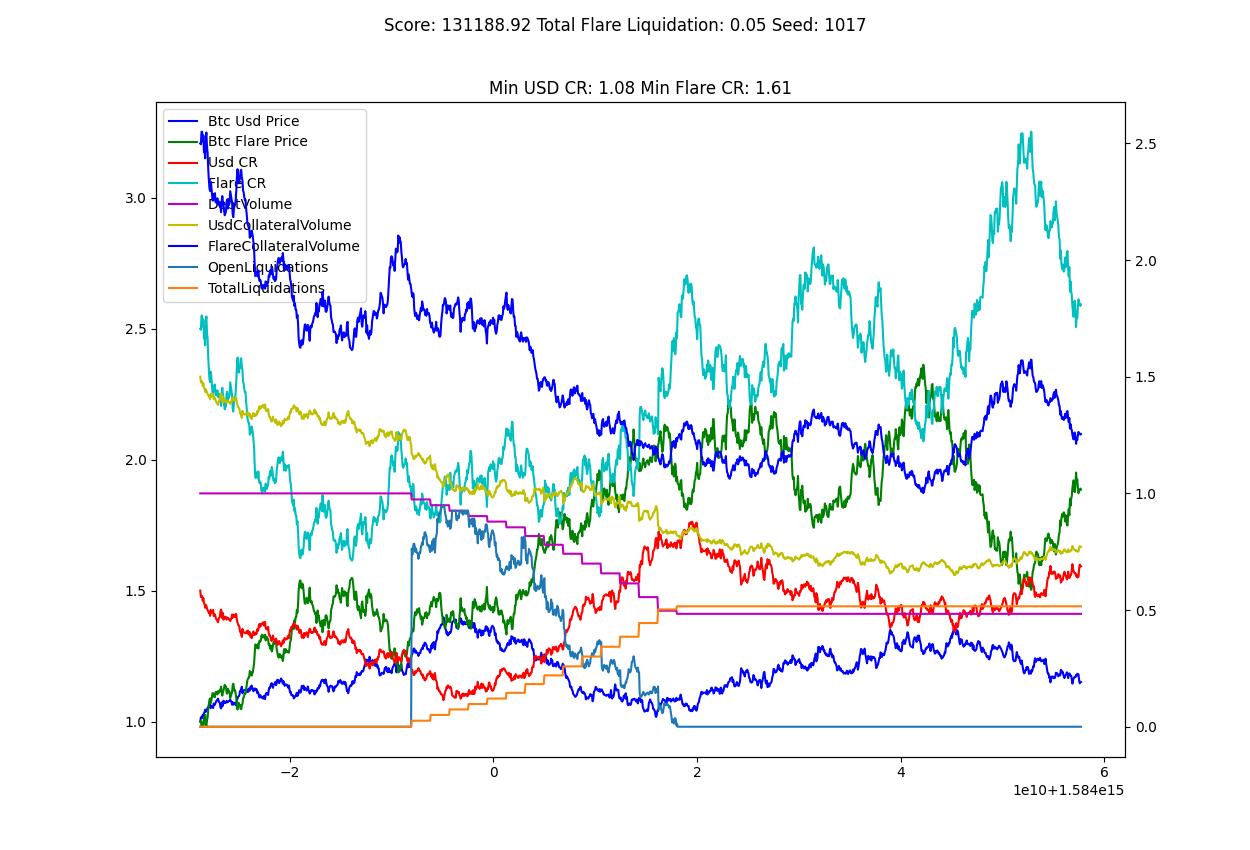 Score: 131188.92 Total Flare Liquidation: 0.05 Seed: 1017
Min USD CR: 1.08 Min Flare CR: 1.61
Btc Usd Price
Btc Flare Price
Usd CR
Flare CR
DebtVolume
UsdCollateralVolume
FlareCollateralVolume
OpenLiquidations
TotalLiquidations
3.0
2.5
2.0
1.5
1.0
2.5
2.0
1.5
1.0
0.5
0.0
−2
0
2
4
6
1e10+1.584e15